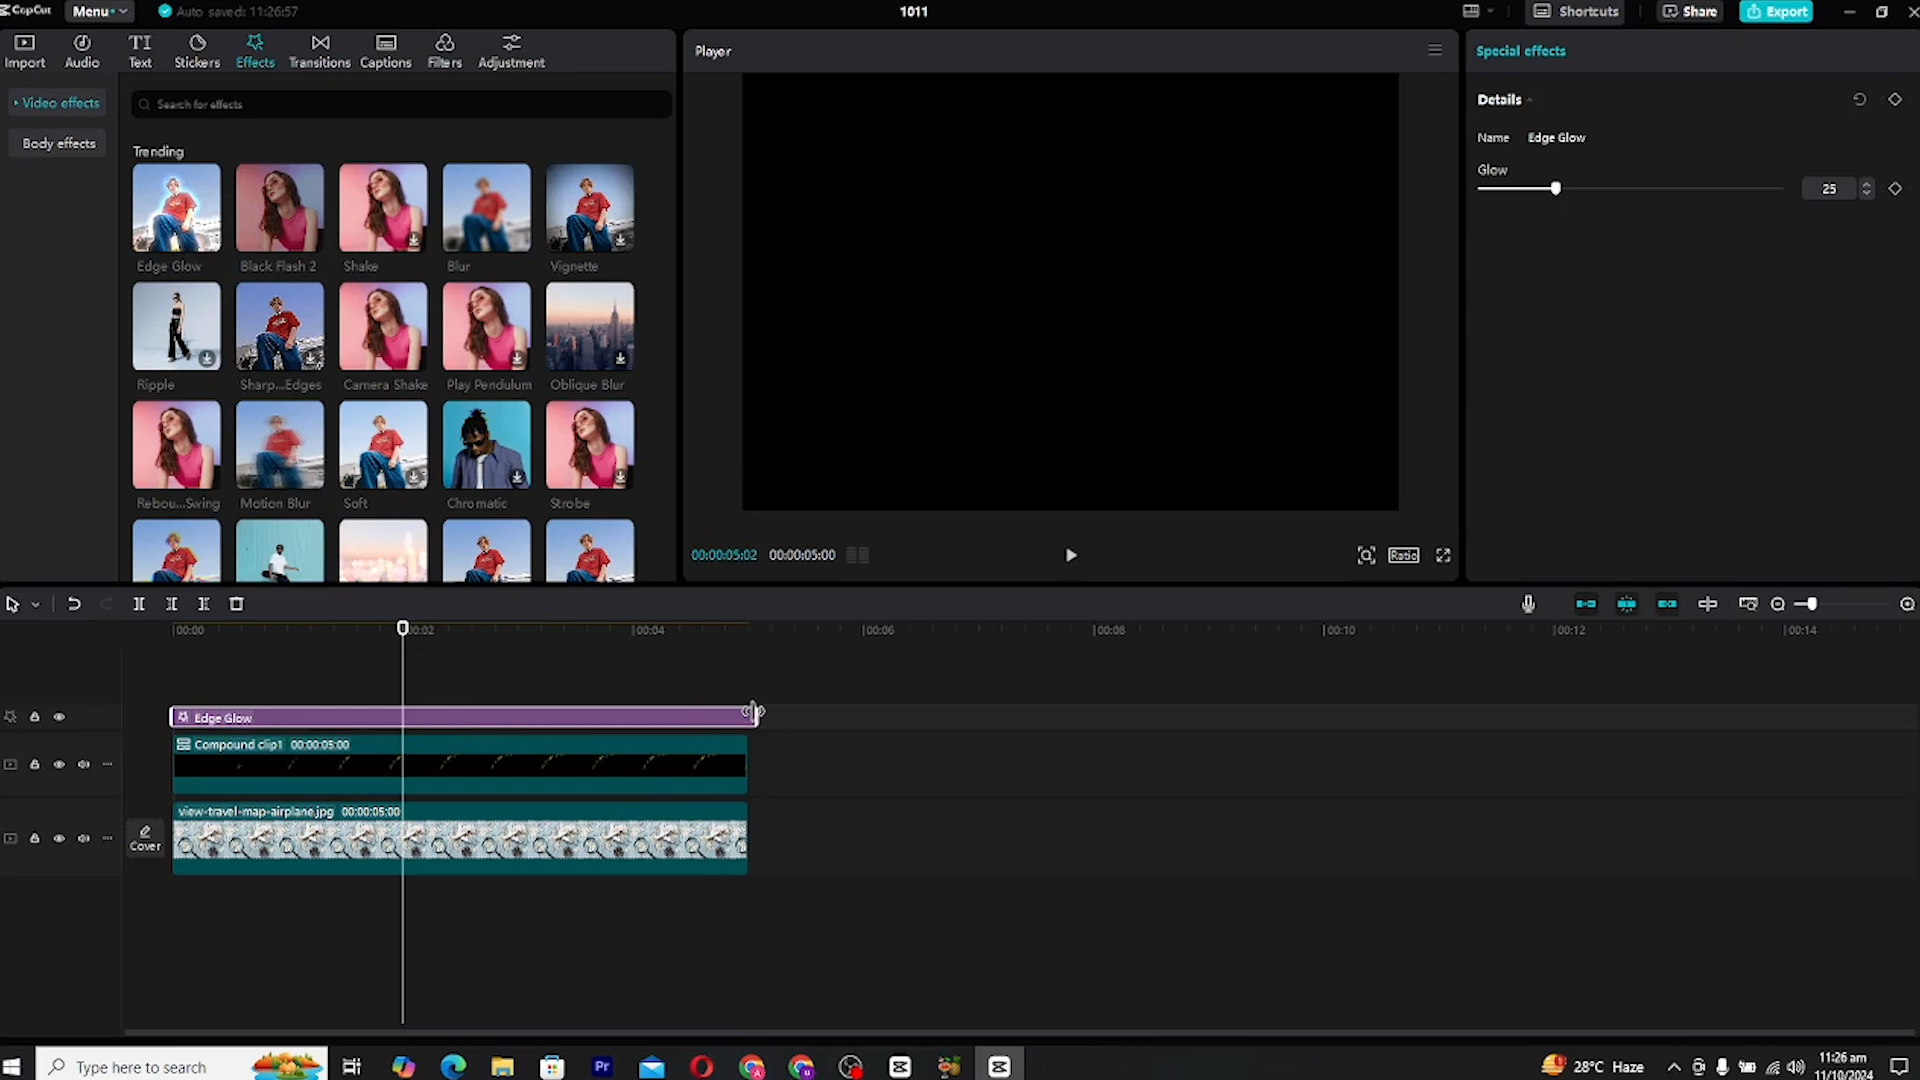 CapCut
Menu
Auto saved: 11:26:57
1011
Shortcuts
Share
Export
Import
Audio
TI
Text
Stickers
Effects
Transitions
Captions
Filters
Adjustment
Video effects
Body effects
Search for effects
Trending
Edge Glow
Black Flash 2
Shake
Blur
Vignette
Ripple
Sharp...Edges
Camera Shake
Play Pendulum
Oblique Blur
Rebou...Swing
Motion Blur
Soft
Chromatic
Strobe
Player
00:00:05:02
00:00:05:00
Ratio
Special effects
Details
Name
Edge Glow
Glow
25
00:00
00:02
00:04
00:06
00:08
00:10
00:12
00:14
Edge Glow
Compound clip1 00:00:05:00
view-travel-map-airplane.jpg 00:00:05:00
Cover
Type here to search
Pr
28°C Haze
11:26 am
11/10/2024